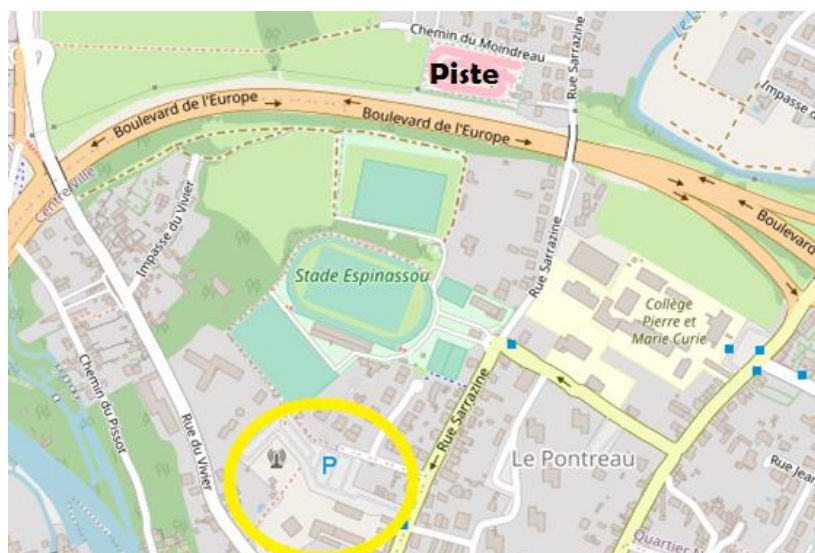 Chemin du Moindreau
Piste
Rue Sarrazine
Le L
Impasse du
Boulevard de l'Europe
Boulevard de l'Europe
Centre Ville
Impasse du Vivier
Stade Espinassou
Rue Sarrazine
Boulevard
Collège
Pierre et
Marie Curie
Chemin du Pissot
Rue du Vivier
Rue Sarrazine
P
Le Pontreau
Rue Jean
Quartier N